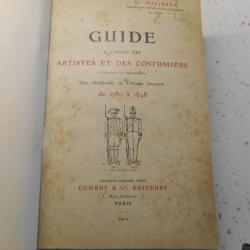 H. MALIBRAN
GUIDE
A L'USAGE DES
ARTISTES ET DES COSTUMIERS
Des Uniformes de l'Armée française
de 1780 à 1848
COMBET & Cie, ÉDITEURS
PARIS